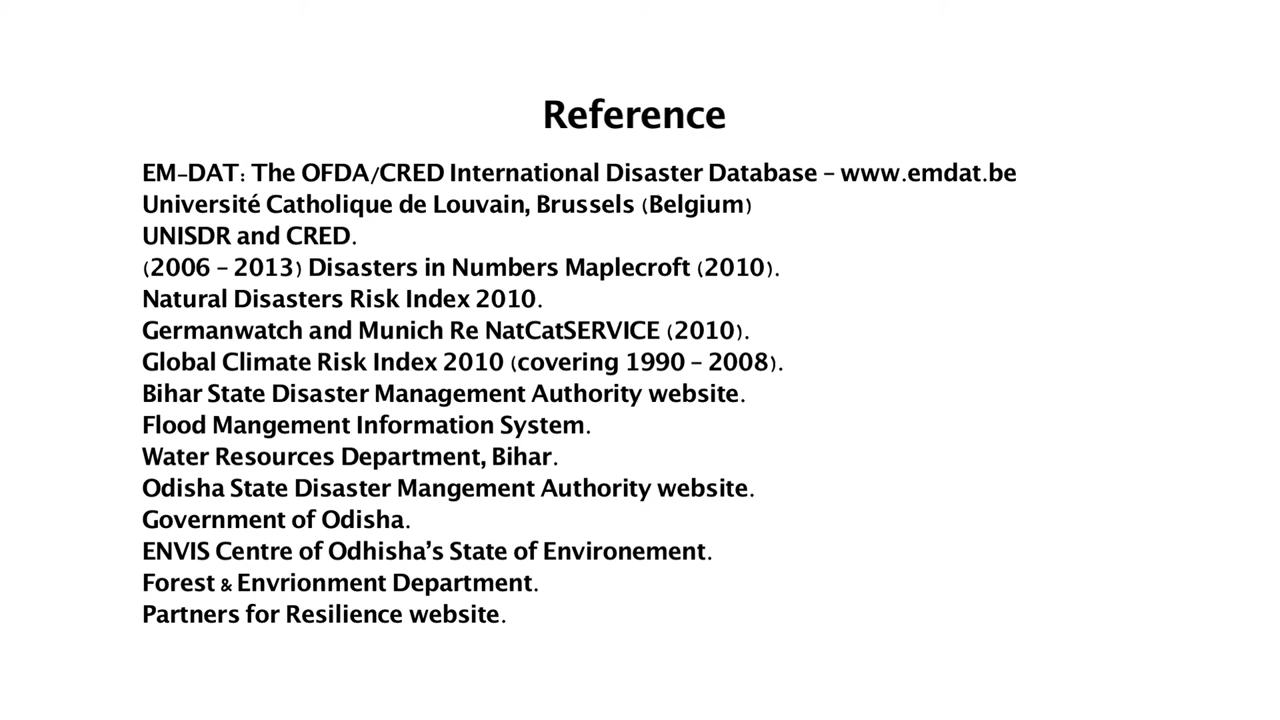 Reference
EM-DAT: The OFDA/CRED International Disaster Database – www.emdat.be
Université Catholique de Louvain, Brussels (Belgium)
UNISDR and CRED.
(2006 – 2013) Disasters in Numbers Maplecroft (2010).
Natural Disasters Risk Index 2010.
Germanwatch and Munich Re NatCatSERVICE (2010).
Global Climate Risk Index 2010 (covering 1990 – 2008).
Bihar State Disaster Management Authority website.
Flood Mangement Information System.
Water Resources Department, Bihar.
Odisha State Disaster Mangement Authority website.
Government of Odisha.
ENVIS Centre of Odhisha’s State of Environement.
Forest & Envrionment Department.
Partners for Resilience website.